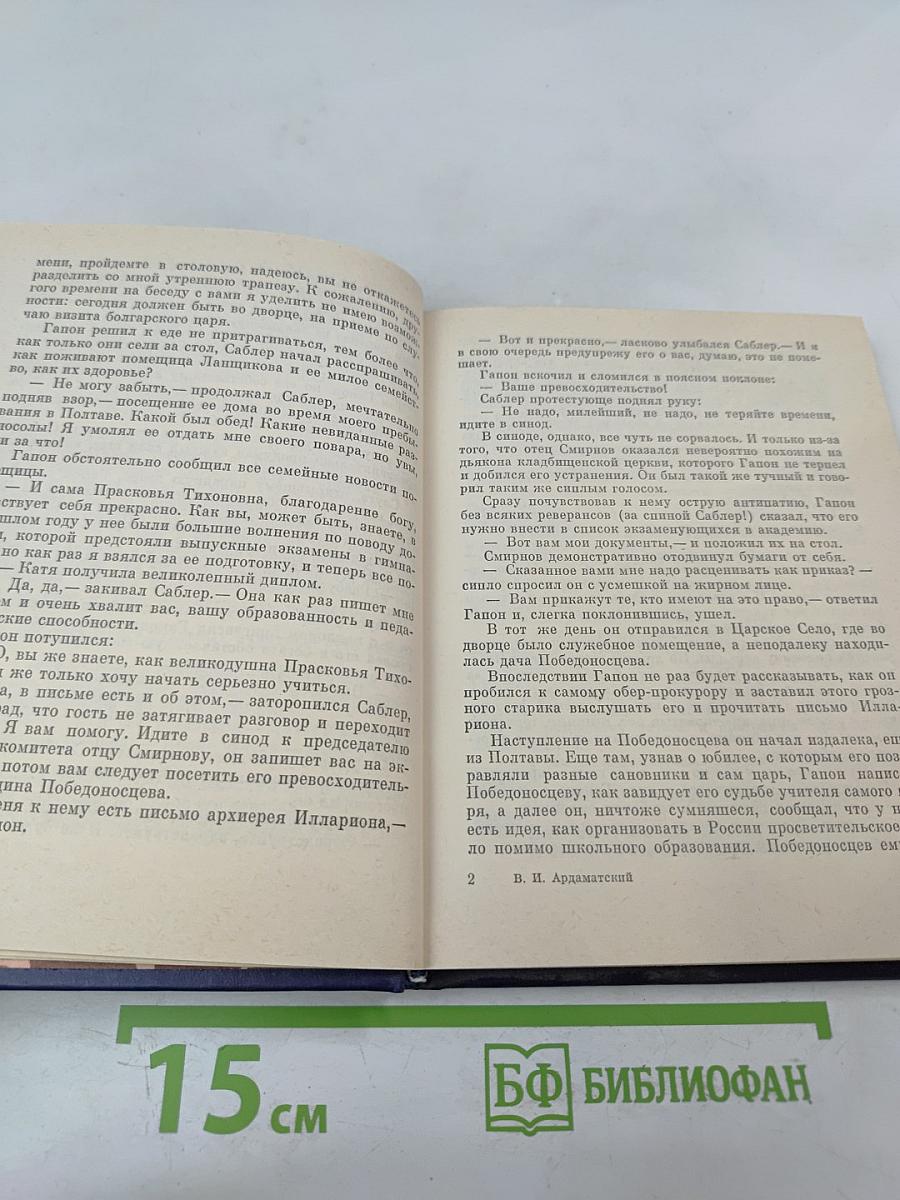 мени, пройдемте в столовую, надеюсь, вы не откажетесь
разделить со мной утреннюю трапезу. К сожалению, дру-
гого времени на беседу с вами я уделить не имею возмож-
ности: сегодня должен быть во дворце, на приеме по слу-
чаю визита болгарского царя.
Гапон решил к еде не притрагиваться, тем более что,
как только они сели за стол, Саблер начал расспрашивать,
как поживают помещица Ланщикова и ее милое семейст-
во, как их здоровье?
— Не могу забыть,— продолжал Саблер, мечтательно
подняв взор,— посещение ее дома во время моего пребы-
вания в Полтаве. Какой был обед! Какие невиданные раз-
посолы! Я умолял ее отдать мне своего повара, но увы,
и за что!
Гапон обстоятельно сообщил все семейные новости по-
щицы.
— И сама Прасковья Тихоновна, благодарение богу,
вствует себя прекрасно. Как вы, может быть, знаете, в
шлом году у нее были большие волнения по поводу до-
и, которой предстояли выпускные экзамены в гимна-
но как раз я взялся за ее подготовку, и теперь все по-
— Катя получила великолепный диплом.
Да, да,— закивал Саблер.— Она как раз пишет мне
м и очень хвалит вас, вашу образованность и педа-
ские способности.
он потупился:
О, вы же знаете, как великодушна Прасковья Тихо-
я же только хочу начать серьезно учиться.
а, в письме есть и об этом,— заторопился Саблер,
рад, что гость не затягивает разговор и переходит
Я вам помогу. Идите в синод к председателю
комитета отцу Смирнову, он запишет вас на эк-
потом вам следует посетить его превосходитель-
дина Победоносцева.
еня к нему есть письмо архиерея Иллариона,—
пон.
— Вот и прекрасно,— ласково улыбался Саблер.— И я
в свою очередь предупрежу его о вас, думаю, это не поме-
шает.
Гапон вскочил и сломился в поясном поклоне:
— Ваше превосходительство!
Саблер протестующе поднял руку:
— Не надо, милейший, не надо, не теряйте времени,
идите в синод.
В синоде, однако, все чуть не сорвалось. И только из-за
того, что отец Смирнов оказался невероятно похожим на
дьякона кладбищенской церкви, которого Гапон не терпел
и добился его устранения. Он был такой же тучный и гово-
рил таким же сиплым голосом.
Сразу почувствовав к нему острую антипатию, Гапон
без всяких реверансов (за спиной Саблер!) сказал, что его
нужно внести в список экзаменующихся в академию.
— Вот вам мои документы,— и положил их на стол.
Смирнов демонстративно отодвинул бумаги от себя.
— Сказанное вами мне надо расценивать как приказ? —
сипло спросил он с усмешкой на жирном лице.
— Вам прикажут те, кто имеют на это право,— ответил
Гапон и, слегка поклонившись, ушел.
В тот же день он отправился в Царское Село, где во
дворце было служебное помещение, а неподалеку находи-
лась дача Победоносцева.
Впоследствии Гапон не раз будет рассказывать, как он
пробился к самому обер-прокурору и заставил этого гроз-
ного старика выслушать его и прочитать письмо Илла-
риона.
Наступление на Победоносцева он начал издалека, ещ
из Полтавы. Еще там, узнав о юбилее, с которым его поз
равляли разные сановники и сам царь, Гапон напис
Победоносцеву, как завидует его судьбе учителя самого
ря, а далее он, ничтоже сумняшеся, сообщал, что у н
есть идея, как организовать в России просветительское
ло помимо школьного образования. Победоносцев ем
2 В. И. Ардаматский
15 см
БФ БИБЛИОФАН